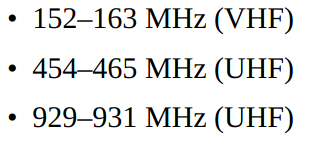 • 152–163 MHz (VHF)
• 454–465 MHz (UHF)
• 929–931 MHz (UHF)